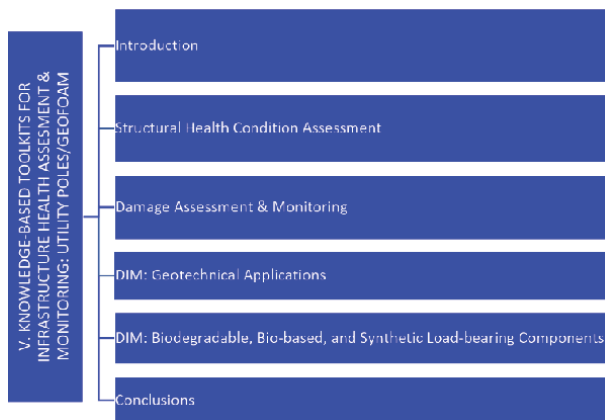 V. KNOWLEDGE-BASED TOOLKITS FOR
INFRASTRUCTURE HEALTH ASSESMENT &
MONITORING: UTILITY POLES/GEOFOAM
Introduction
Structural Health Condition Assessment
Damage Assessment & Monitoring
DIM: Geotechnical Applications
DIM: Biodegradable, Bio-based, and Synthetic Load-bearing Components
Conclusions